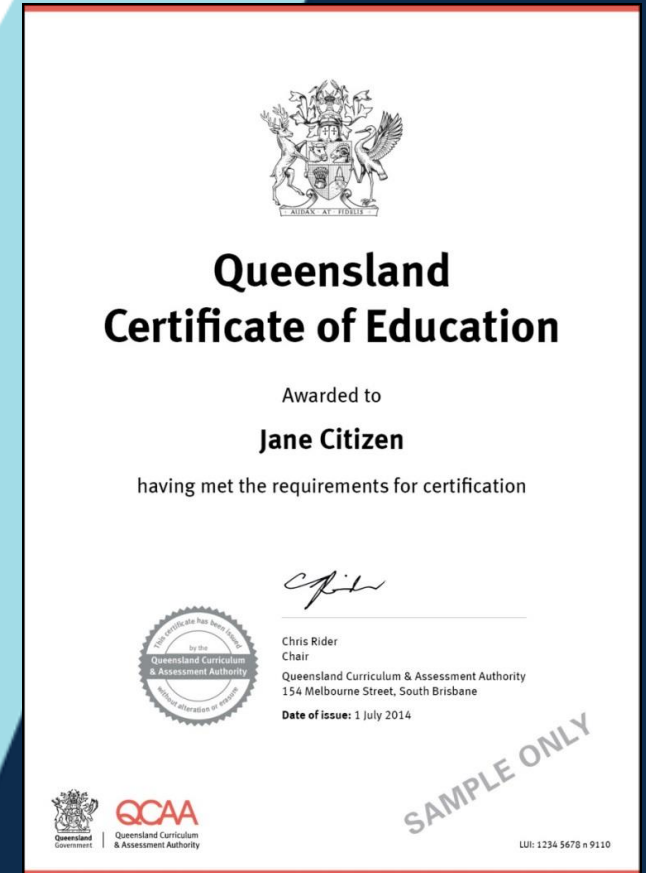 AUDAX AT FIDELIS
Queensland
Certificate of Education
Awarded to
Jane Citizen
having met the requirements for certification
This certificate has been issued
by the
Queensland Curriculum
& Assessment Authority
without alteration or erasure
Chris Rider
Chair
Queensland Curriculum & Assessment Authority
154 Melbourne Street, South Brisbane
Date of issue: 1 July 2014
SAMPLE ONLY
Queensland
Government
QCAA
Queensland Curriculum
& Assessment Authority
LUI: 1234 5678 n 9110